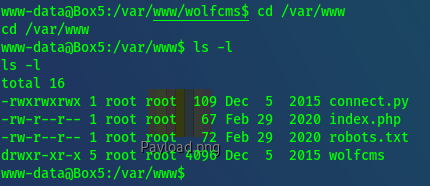 www-data@Box5:/var/www/wolfcms$ cd /var/www
cd /var/www
www-data@Box5:/var/www$ ls -l
ls -l
total 16
-rwxrwxrwx 1 root root  109 Dec  5  2015 connect.py
-rw-r--r-- 1 root root   67 Feb 29  2020 index.php
-rw-r--r-- 1 root root   72 Feb 29  2020 robots.txt
drwxr-xr-x 5 root root 4096 Dec  5  2015 wolfcms
Payload.png
www-data@Box5:/var/www$